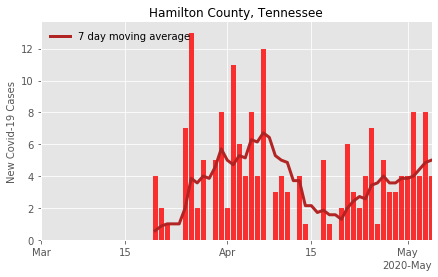 Hamilton County, Tennessee
7 day moving average
New Covid-19 Cases
12
10
8
6
4
2
0
Mar
15
Apr
15
May
2020-May